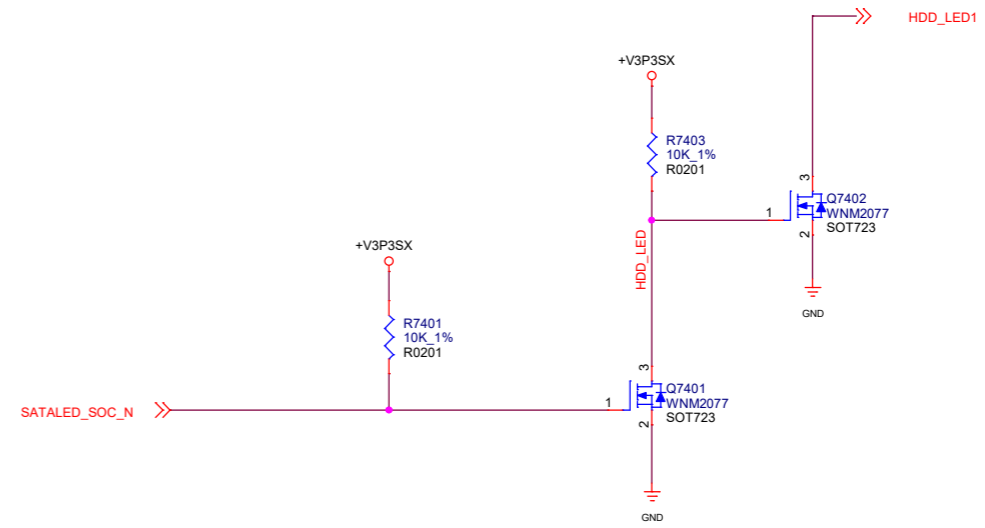 HDD_LED1
+V3P3SX
R7403
10K_1%
R0201
3
Q7402
1
WNM2077
SOT723
2
HDD_LED
GND
+V3P3SX
R7401
10K_1%
R0201
3
Q7401
1
WNM2077
SATALED_SOC_N
SOT723
2
GND